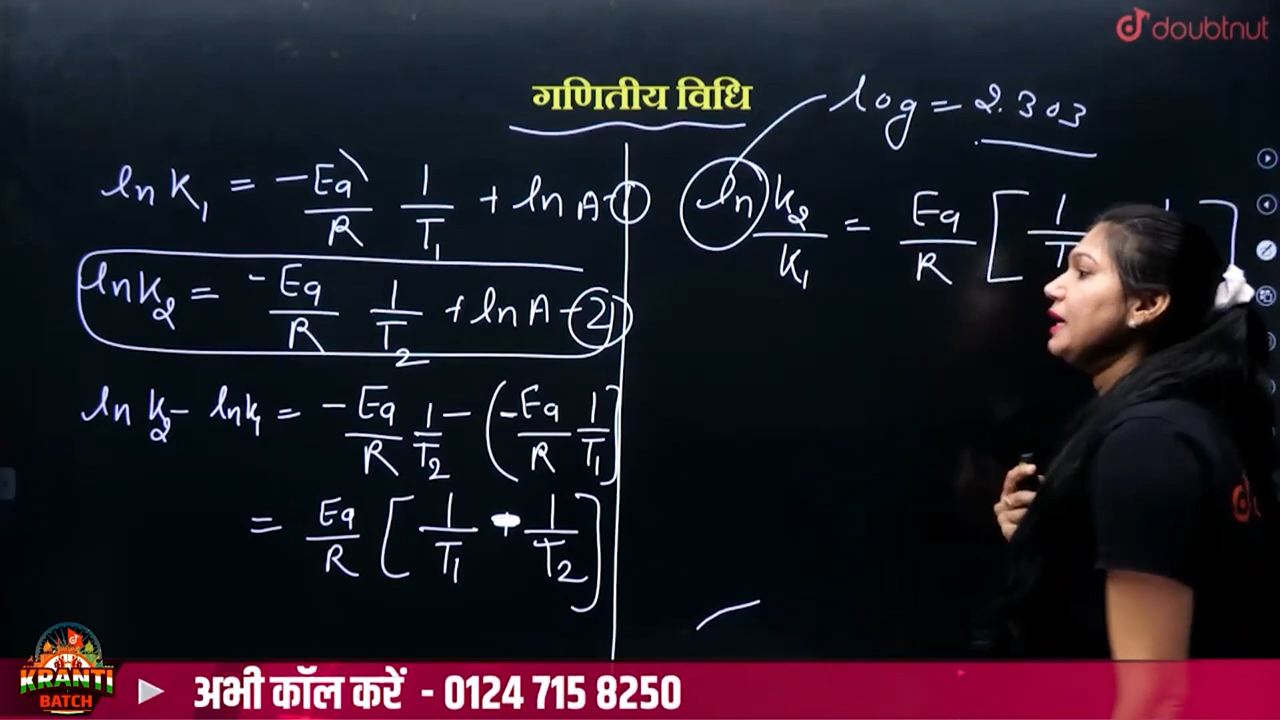 doubtnut
गणितीय विधि
log = 2.303
ln K₁ = -Ea/R 1/T₁ + ln A -①
ln K₂ = -Ea/R 1/T₂ + ln A -②
ln K₂ - ln K₁ = -Ea/R 1/T₂ - (-Ea/R 1/T₁]
= Ea/R [1/T₁ - 1/T₂]
ln K₂/K₁ = Ea/R [1/T
KRANTI
BATCH
अभी कॉल करें - 0124 715 8250